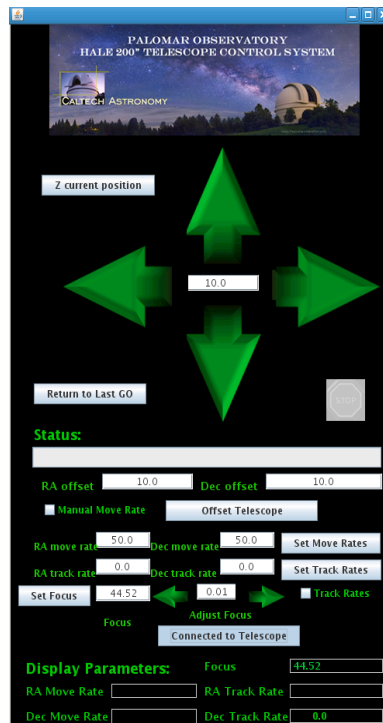 PALOMAR OBSERVATORY
HALE 200" TELESCOPE CONTROL SYSTEM
CALTECH ASTRONOMY
Z current position
10.0
Return to Last GO
STOP
Status:
RA offset 10.0 Dec offset 10.0
Manual Move Rate Offset Telescope
RA move rate 50.0 Dec move rate 50.0 Set Move Rates
RA track rate 0.0 Dec track rate 0.0 Set Track Rates
Set Focus 44.52 0.01 Track Rates
Focus Adjust Focus
Connected to Telescope
Display Parameters: Focus 44.52
RA Move Rate RA Track Rate
Dec Move Rate Dec Track Rate 0.0